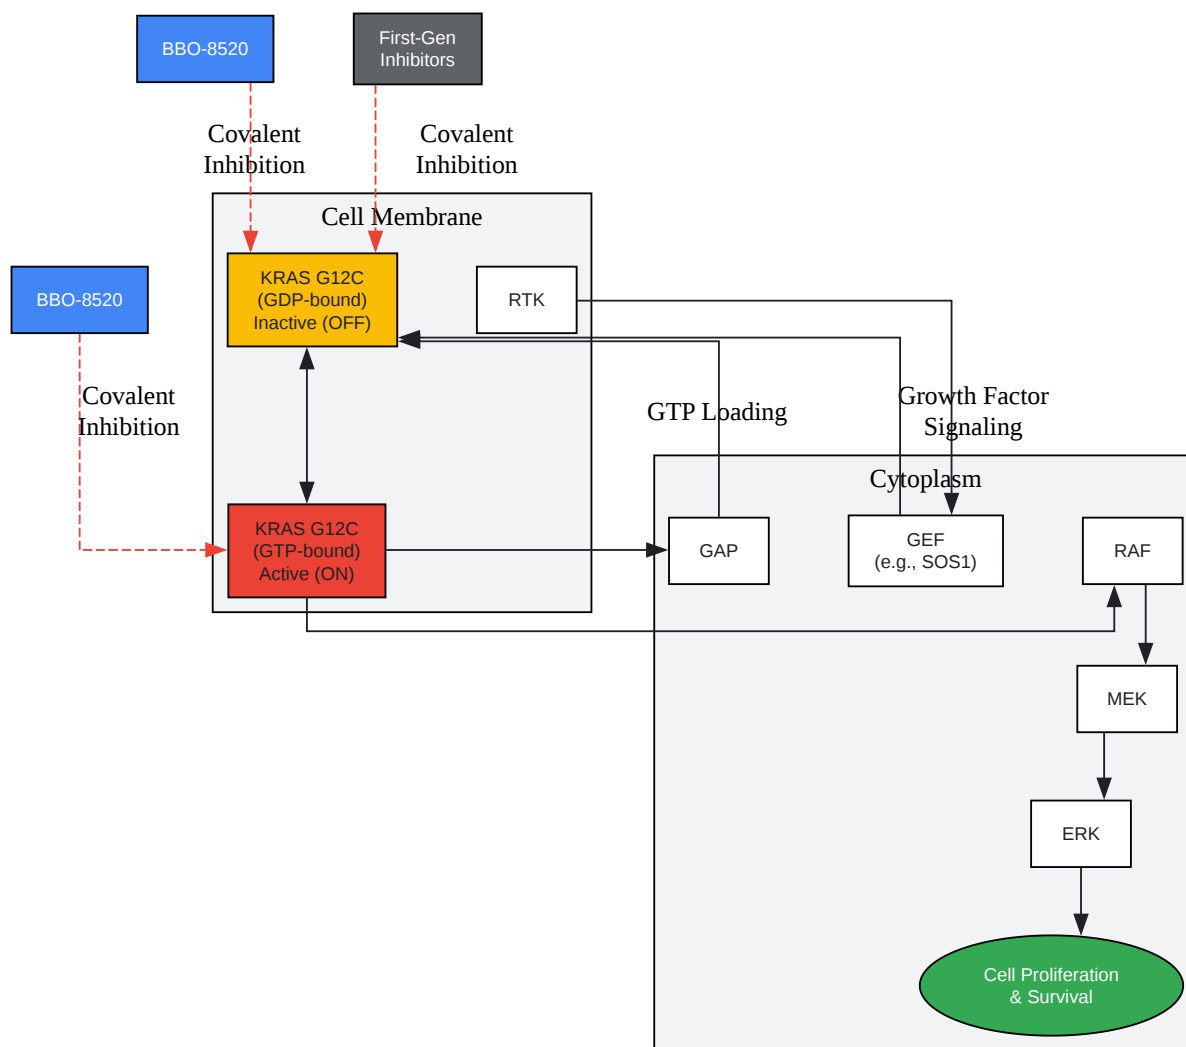 BBO-8520
First-Gen
Inhibitors
Covalent
Inhibition
Covalent
Inhibition
Cell Membrane
BBO-8520
KRAS G12C
(GDP-bound)
Inactive (OFF)
RTK
Covalent
Inhibition
GTP Loading
Growth Factor
Signaling
Cytoplasm
KRAS G12C
(GTP-bound)
Active (ON)
GAP
GEF
(e.g., SOS1)
RAF
MEK
ERK
Cell Proliferation
& Survival